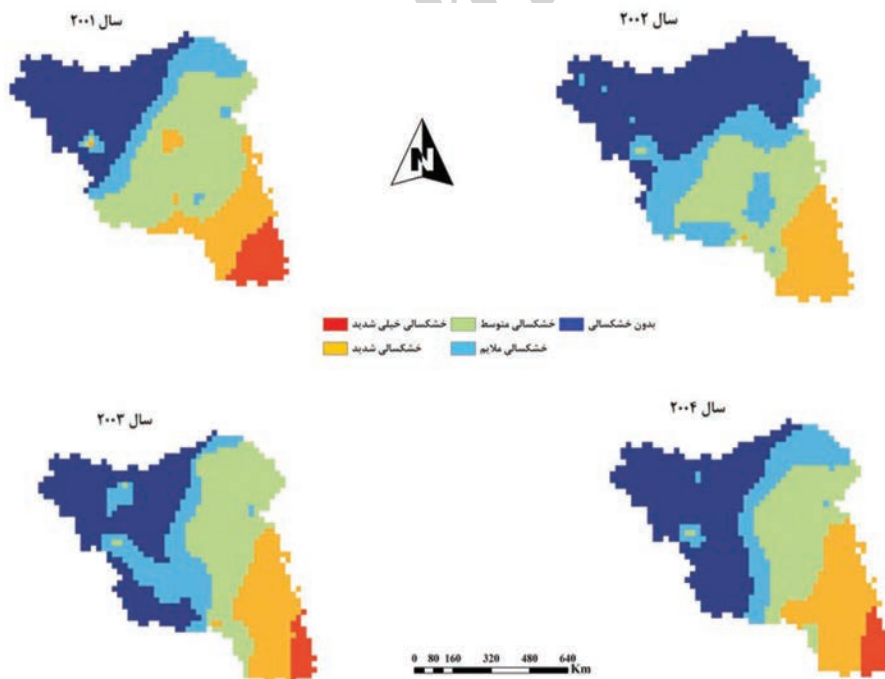 سال ۲۰۰۱
سال ۲۰۰۲
N
خشکسالی خیلی شدید
خشکسالی متوسط
بدون خشکسالی
خشکسالی شدید
خشکسالی ملایم
سال ۲۰۰۳
سال ۲۰۰۴
0 80 160 320 480 640
Km